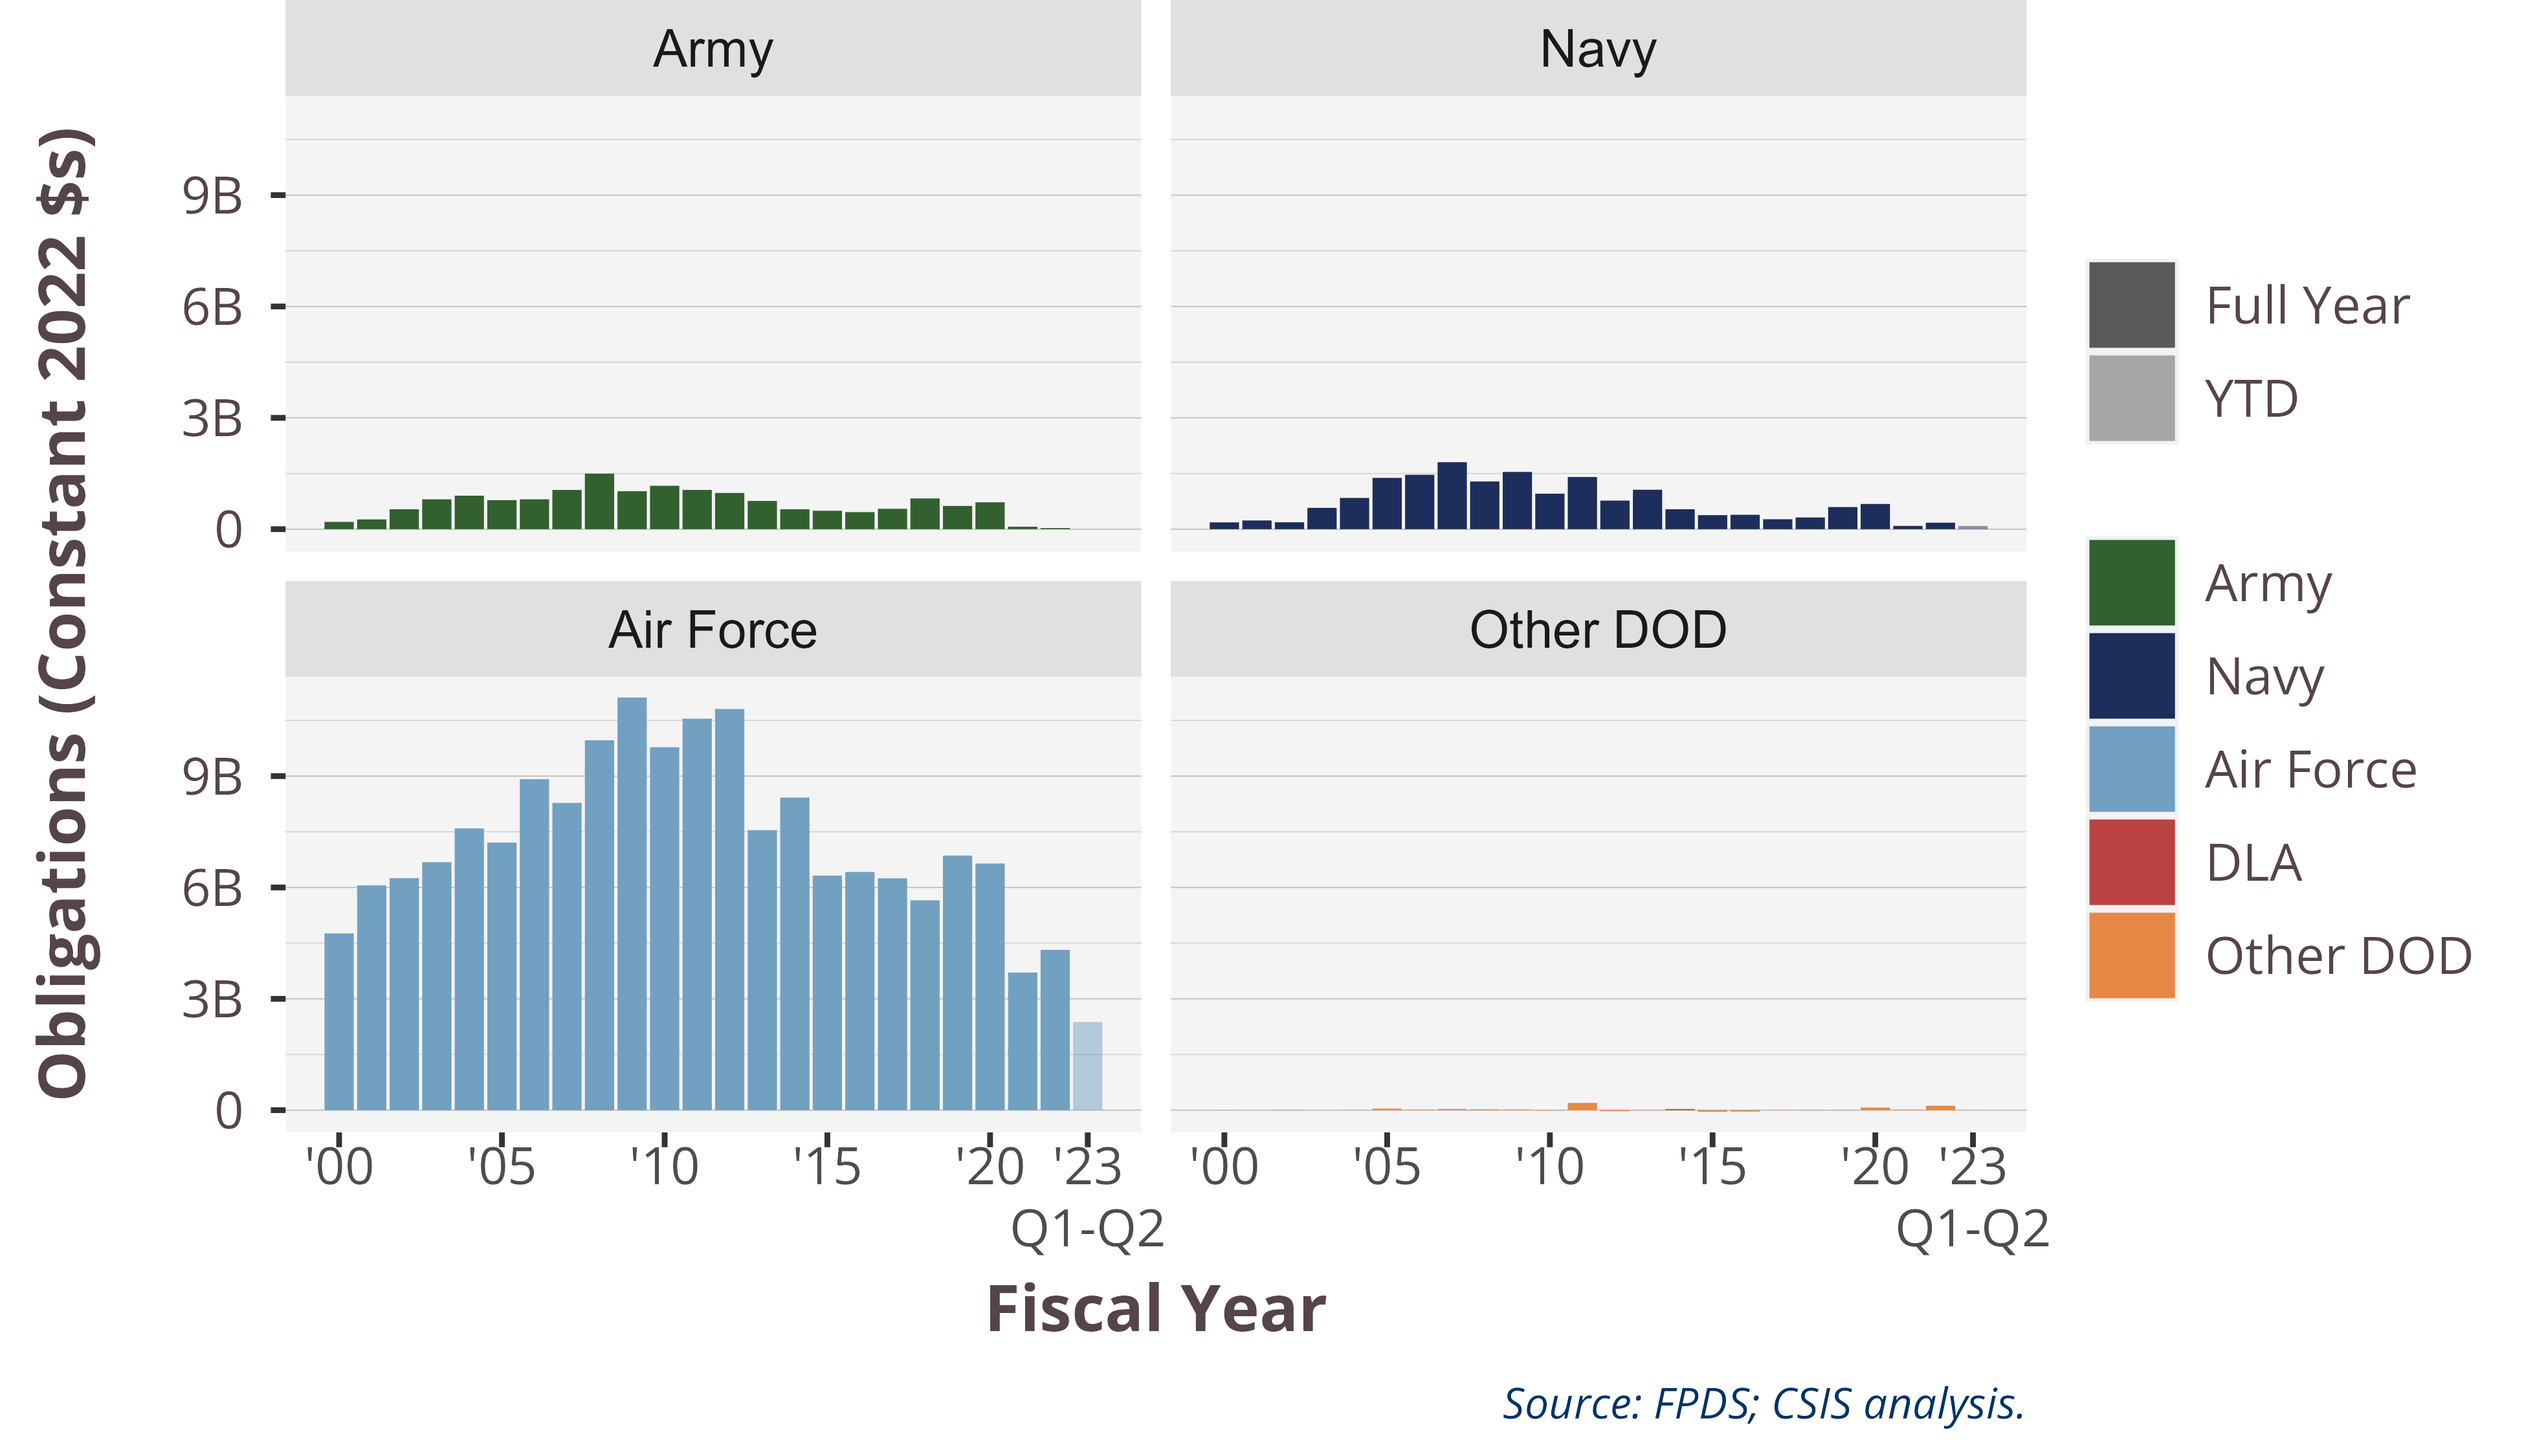 Army
Navy
Obligations (Constant 2022 $s)
9B
6B
3B
0
Full Year
YTD
Army
Navy
Air Force
DLA
Other DOD
Air Force
Other DOD
9B
6B
3B
0
'00 '05 '10 '15 '20 '23
Q1-Q2
'00 '05 '10 '15 '20 '23
Q1-Q2
Fiscal Year
Source: FPDS; CSIS analysis.